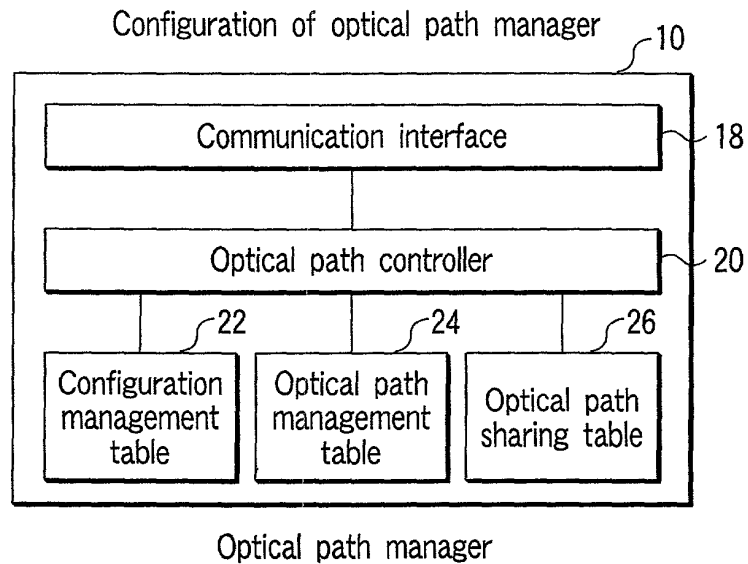 Configuration of optical path manager
10
Communication interface
18
Optical path controller
20
22
24
26
Configuration
management
table
Optical path
management
table
Optical path
sharing table
Optical path manager